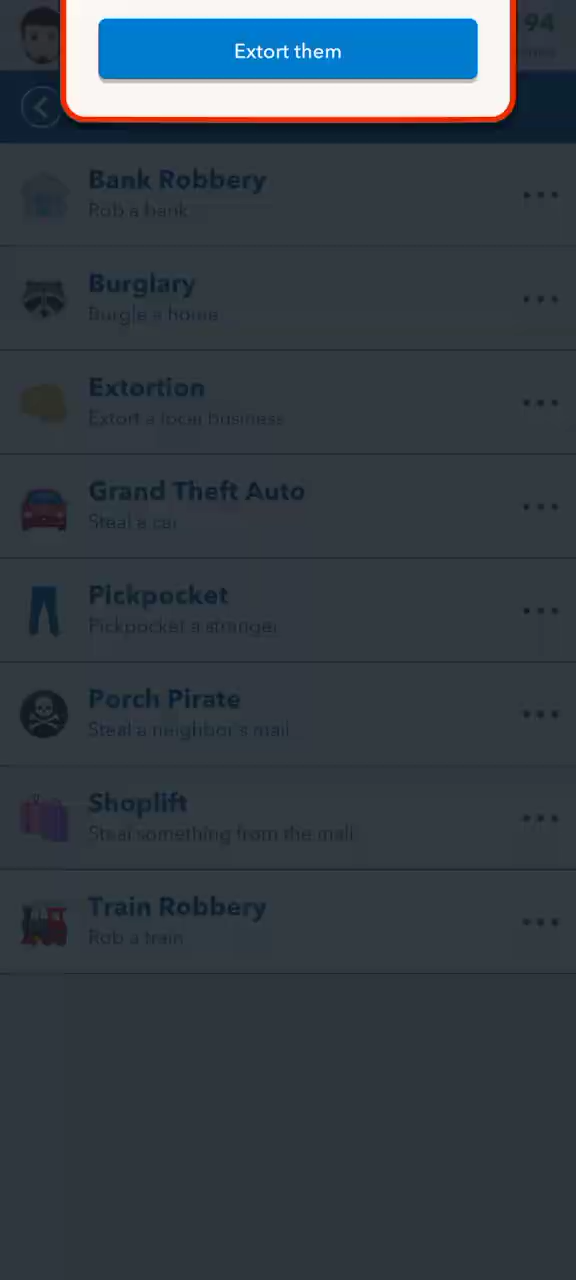 94
Extort them
Bank Robbery
Rob a bank
Burglary
Burgle a home
Extortion
Extort a local business
Grand Theft Auto
Steal a car
Pickpocket
Pickpocket a stranger
Porch Pirate
Steal a neighbor's mail
Shoplift
Steal something from the mall
Train Robbery
Rob a train